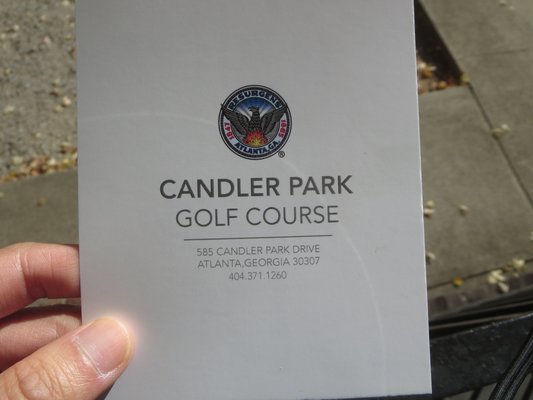 RESURGENS
1847 1865
ATLANTA, GA.
®
CANDLER PARK
GOLF COURSE
585 CANDLER PARK DRIVE
ATLANTA,GEORGIA 30307
404.371.1260